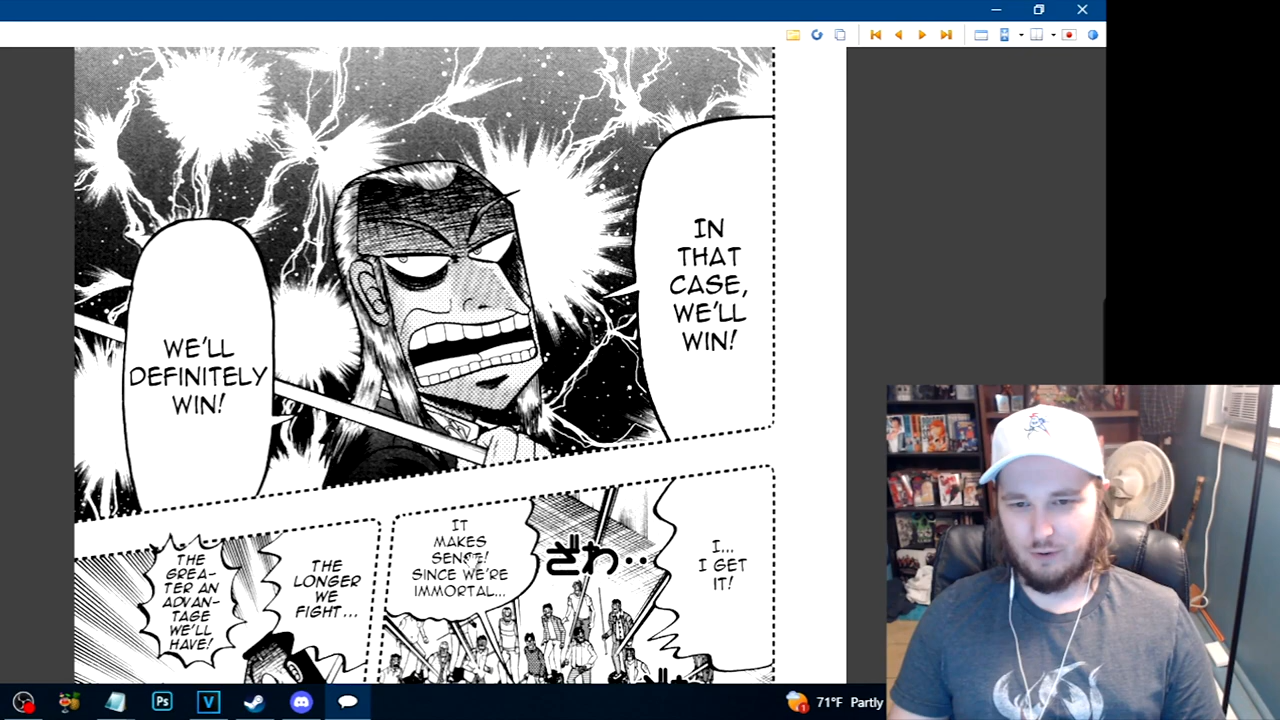 IN
THAT
CASE,
WE'LL
WIN!
WE'LL
DEFINITELY
WIN!
I...
I GET
IT!
ざわ‥
IT
MAKES
SENSE!
SINCE WE'RE
IMMORTAL...
THE
LONGER
WE
FIGHT...
THE
GREA-
TER AN
ADVAN-
TAGE
WE'LL
HAVE!
Ps
V
71°F Partly